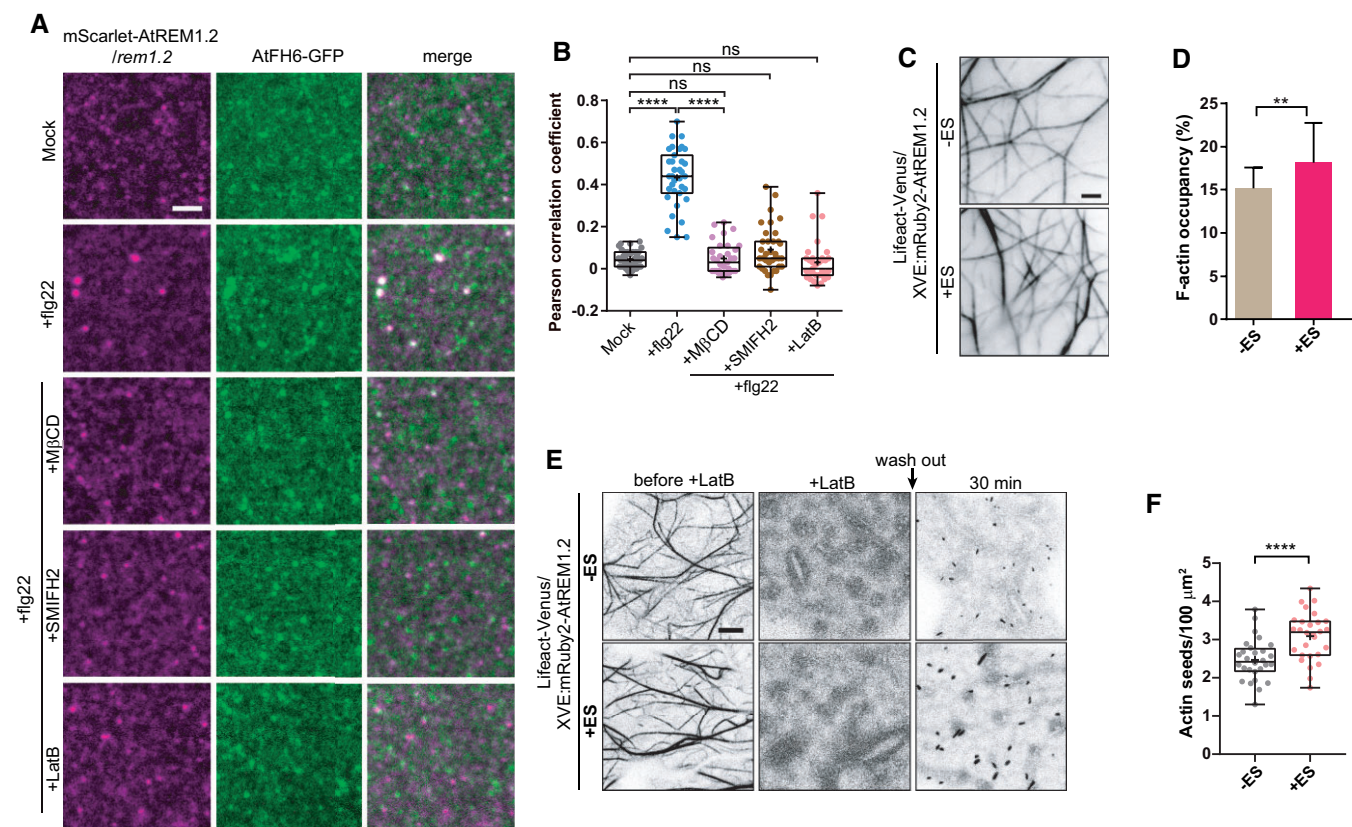 A
mScarlet-AtREM1.2
/rem1.2
AtFH6-GFP
merge
Mock
+flg22
+flg22
+MβCD
+SMIFH2
+LatB
B
Pearson correlation coefficient
0.8
0.6
0.4
0.2
0
-0.2
ns
ns
ns
**** ****
Mock
+flg22
+MβCD
+SMIFH2
+LatB
+flg22
C
Lifeact-Venus/
XVE:mRuby2-AtREM1.2
-ES
+ES
D
F-actin occupancy (%)
25
20
15
10
5
0
**
-ES
+ES
E
wash out
before +LatB
+LatB
30 min
Lifeact-Venus/
XVE:mRuby2-AtREM1.2
-ES
+ES
F
Actin seeds/100 µm²
5
4
3
2
1
0
****
-ES
+ES